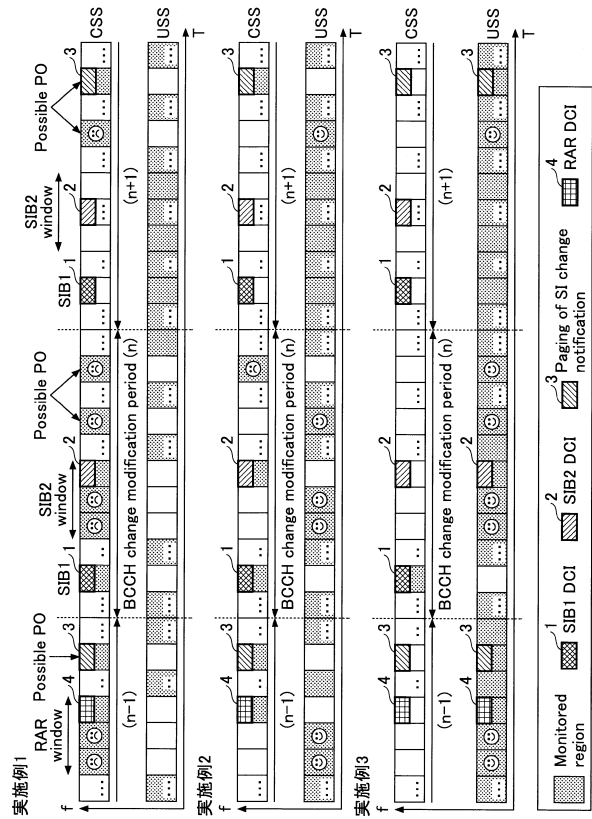 実施例1
f
RAR window
Possible PO
SIB1
SIB2 window
Possible PO
SIB1
SIB2 window
Possible PO
4
3
1
2
1
2
3
CSS
(n-1)
BCCH change modification period (n)
(n+1)
USS
T
実施例2
f
4
3
1
2
1
2
3
CSS
(n-1)
BCCH change modification period (n)
(n+1)
USS
T
実施例3
f
4
3
1
2
1
2
3
CSS
(n-1)
BCCH change modification period (n)
(n+1)
4
3
2
3
USS
T
Monitored region
1
SIB1 DCI
2
SIB2 DCI
3
Paging of SI change notification
4
RAR DCI